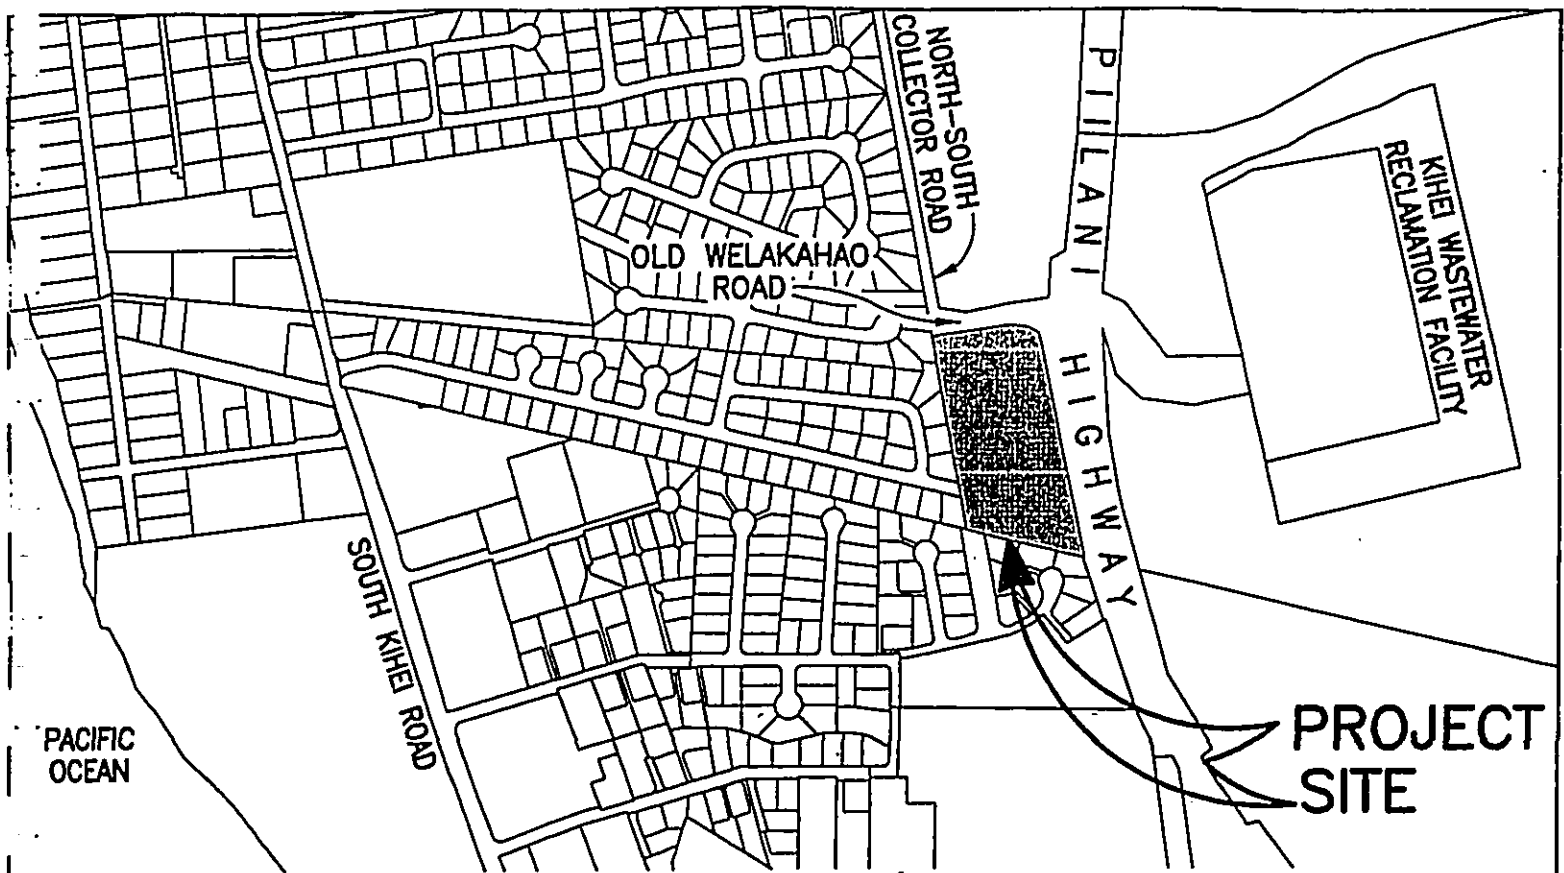 NORTH-SOUTH
COLLECTOR ROAD
PIILANI HIGHWAY
KIHEI WASTEWATER
RECLAMATION FACILITY
OLD WELAKAHAO
ROAD
SOUTH KIHEI ROAD
PACIFIC
OCEAN
PROJECT
SITE